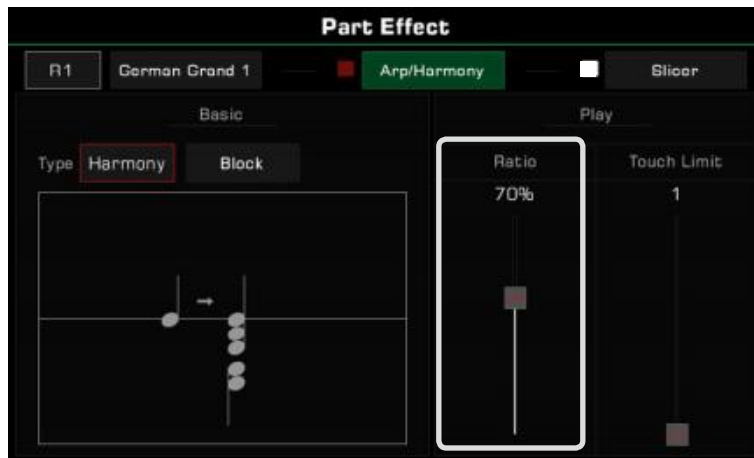 Part Effect
R1 German Grand 1 Arp/Harmony Slicer
Basic Play
Type Harmony Block
Ratio Touch Limit
70% 1